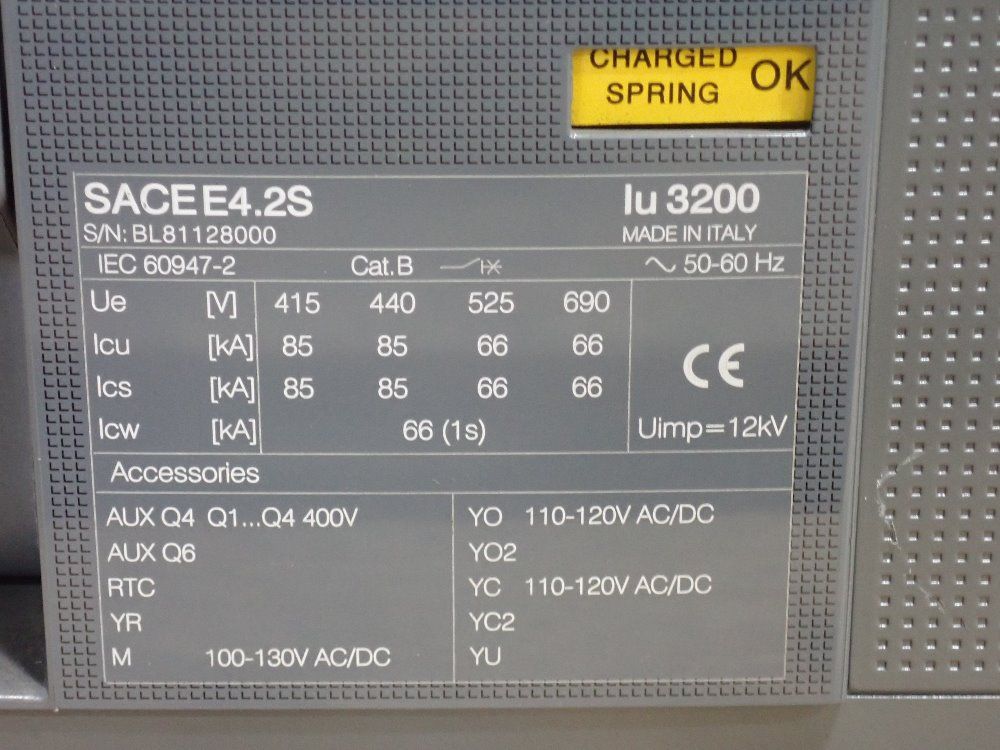 CHARGED
SPRING OK
SACE E4.2S Iu 3200
S/N: BL81128000 MADE IN ITALY
IEC 60947-2 Cat.B 50-60 Hz
Ue [V] 415 440 525 690
Icu [kA] 85 85 66 66
Ics [kA] 85 85 66 66
CE
Icw [kA] 66 (1s) Uimp=12kV
Accessories
AUX Q4 Q1...Q4 400V
AUX Q6
RTC
YR
M 100-130V AC/DC
YO 110-120V AC/DC
YO2
YC 110-120V AC/DC
YC2
YU